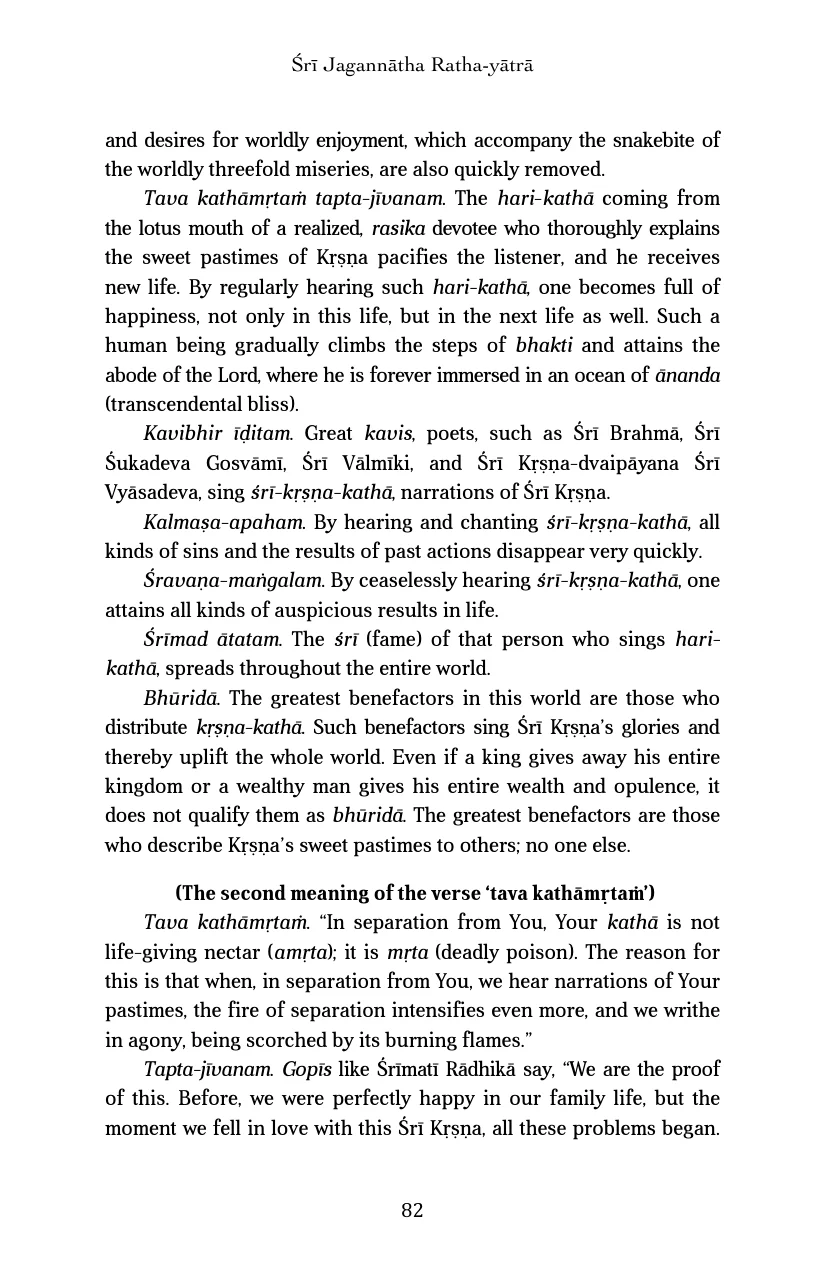 Śrī Jagannātha Ratha-yātrā
and desires for worldly enjoyment, which accompany the snakebite of
the worldly threefold miseries, are also quickly removed.
Tava kathāmṛtaṁ tapta-jīvanam. The hari-kathā coming from
the lotus mouth of a realized, rasika devotee who thoroughly explains
the sweet pastimes of Kṛṣṇa pacifies the listener, and he receives
new life. By regularly hearing such hari-kathā, one becomes full of
happiness, not only in this life, but in the next life as well. Such a
human being gradually climbs the steps of bhakti and attains the
abode of the Lord, where he is forever immersed in an ocean of ānanda
(transcendental bliss).
Kavibhir īḍitam. Great kavis, poets, such as Śrī Brahmā, Śrī
Śukadeva Gosvāmī, Śrī Vālmīki, and Śrī Kṛṣṇa-dvaipāyana Śrī
Vyāsadeva, sing śrī-kṛṣṇa-kathā, narrations of Śrī Kṛṣṇa.
Kalmaṣa-apaham. By hearing and chanting śrī-kṛṣṇa-kathā, all
kinds of sins and the results of past actions disappear very quickly.
Śravaṇa-maṅgalam. By ceaselessly hearing śrī-kṛṣṇa-kathā, one
attains all kinds of auspicious results in life.
Śrīmad ātatam. The śrī (fame) of that person who sings hari-
kathā, spreads throughout the entire world.
Bhūridā. The greatest benefactors in this world are those who
distribute kṛṣṇa-kathā. Such benefactors sing Śrī Kṛṣṇa’s glories and
thereby uplift the whole world. Even if a king gives away his entire
kingdom or a wealthy man gives his entire wealth and opulence, it
does not qualify them as bhūridā. The greatest benefactors are those
who describe Kṛṣṇa’s sweet pastimes to others; no one else.
(The second meaning of the verse ‘tava kathāmṛtaṁ’)
Tava kathāmṛtaṁ. “In separation from You, Your kathā is not
life-giving nectar (amṛta); it is mṛta (deadly poison). The reason for
this is that when, in separation from You, we hear narrations of Your
pastimes, the fire of separation intensifies even more, and we writhe
in agony, being scorched by its burning flames.”
Tapta-jīvanam. Gopīs like Śrīmatī Rādhikā say, “We are the proof
of this. Before, we were perfectly happy in our family life, but the
moment we fell in love with this Śrī Kṛṣṇa, all these problems began.
82